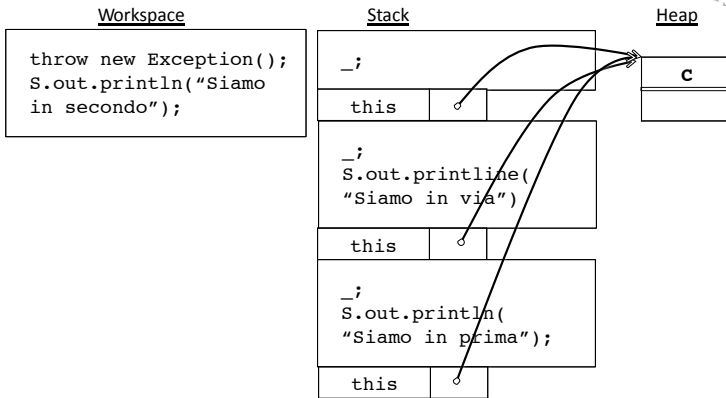 Workspace
Stack
Heap
throw new Exception();
S.out.println(“Siamo
in secondo”);
_;
this
_;
S.out.printline(
“Siamo in via”)
this
_;
S.out.println(
“Siamo in prima”);
this
C